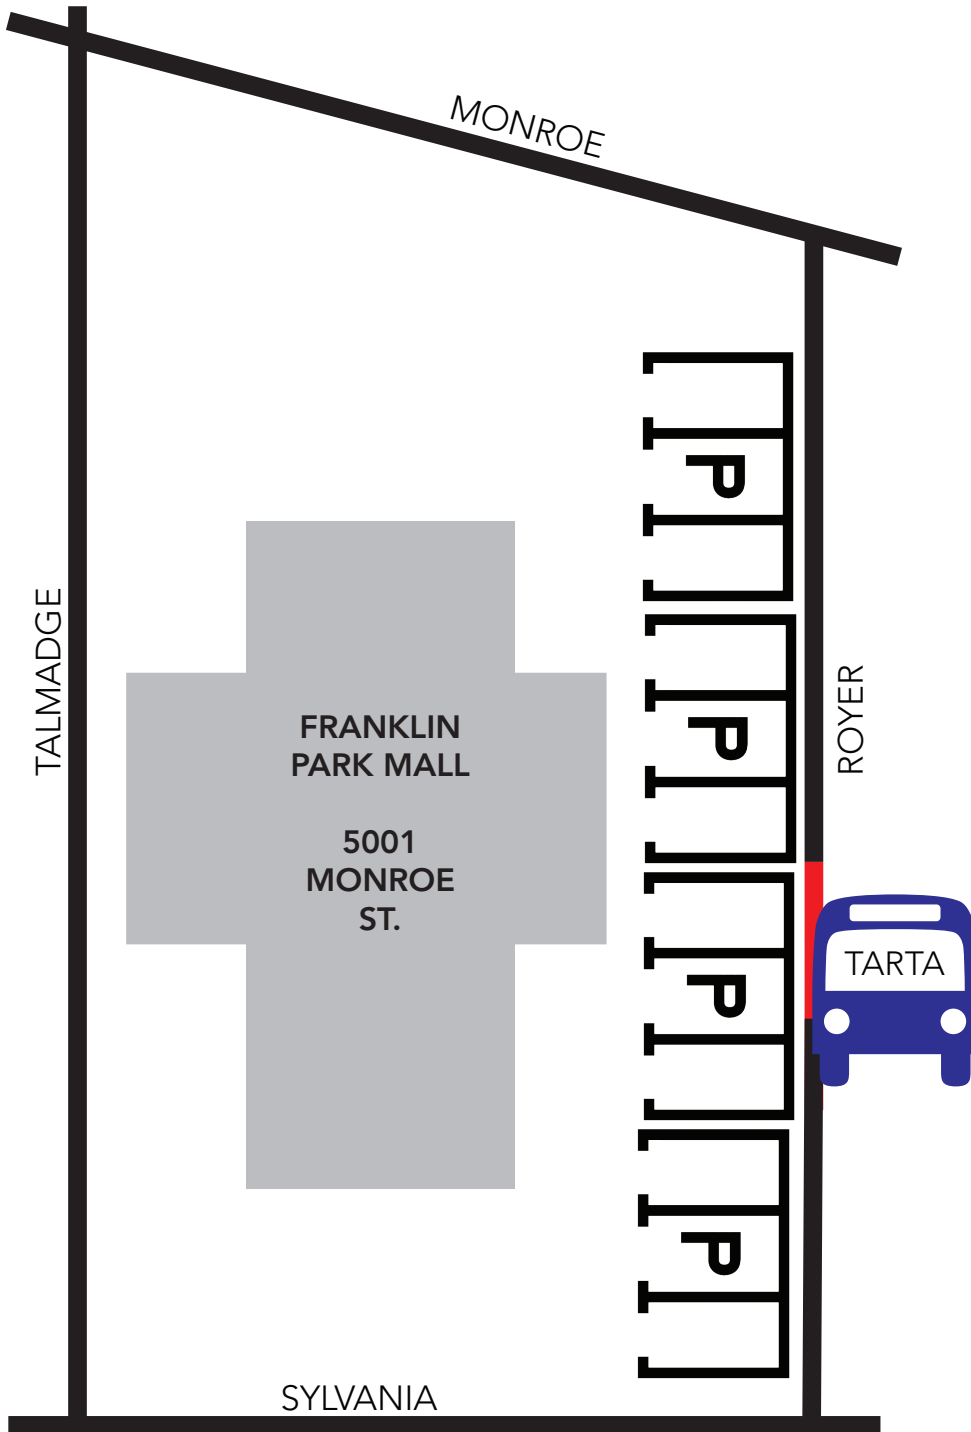 MONROE
P
P
TALMADGE
ROYER
FRANKLIN
PARK MALL
5001
MONROE
ST.
TARTA
P
P
SYLVANIA